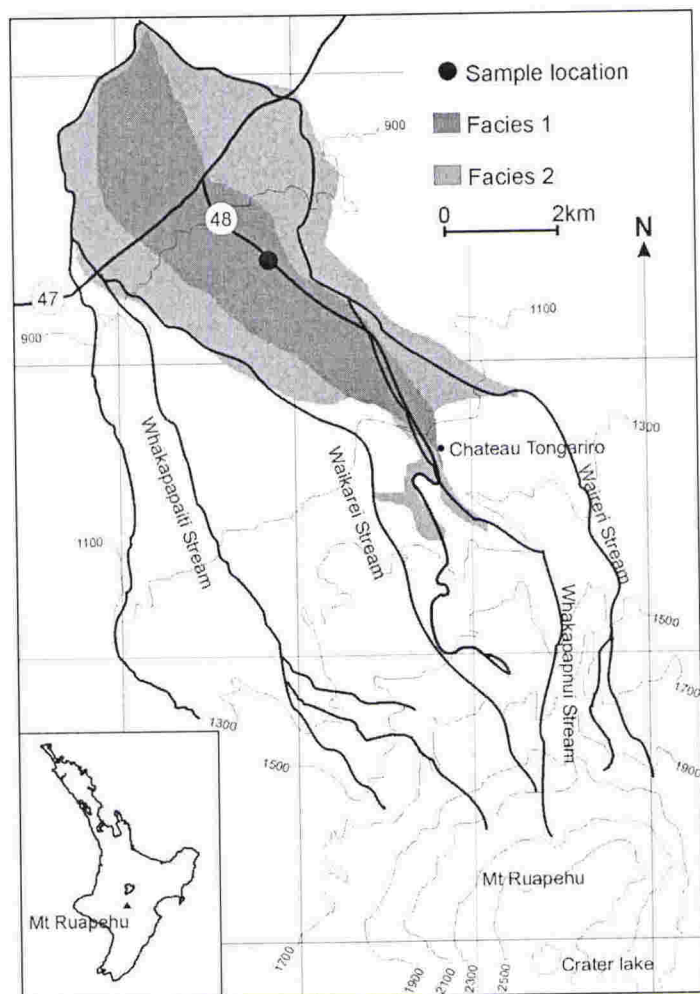 Sample location
Facies 1
Facies 2
0 2km
N
900
48
47
900
1100
1300
Chateau Tongariro
Whakapapaiti Stream
Waikarei Stream
Waireri Stream
Whakapapnui Stream
1100
1500
1700
1300
1500
1900
Mt Ruapehu
Mt Ruapehu
1700
1900
2100
2300
2500
Crater lake